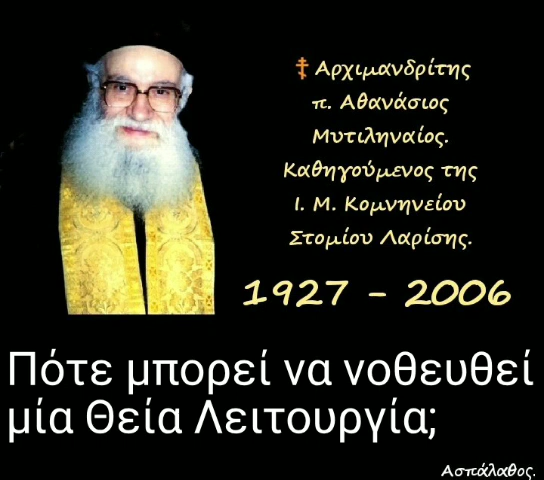 ‡ Αρχιμανδρίτης
π. Αθανάσιος
Μυτιληναίος.
Καθηγούμενος της
Ι. Μ. Κομνηνείου
Στομίου Λαρίσης.
1927 - 2006
Πότε μπορεί να νοθευθεί
μία Θεία Λειτουργία;
Ασπάλαθος.